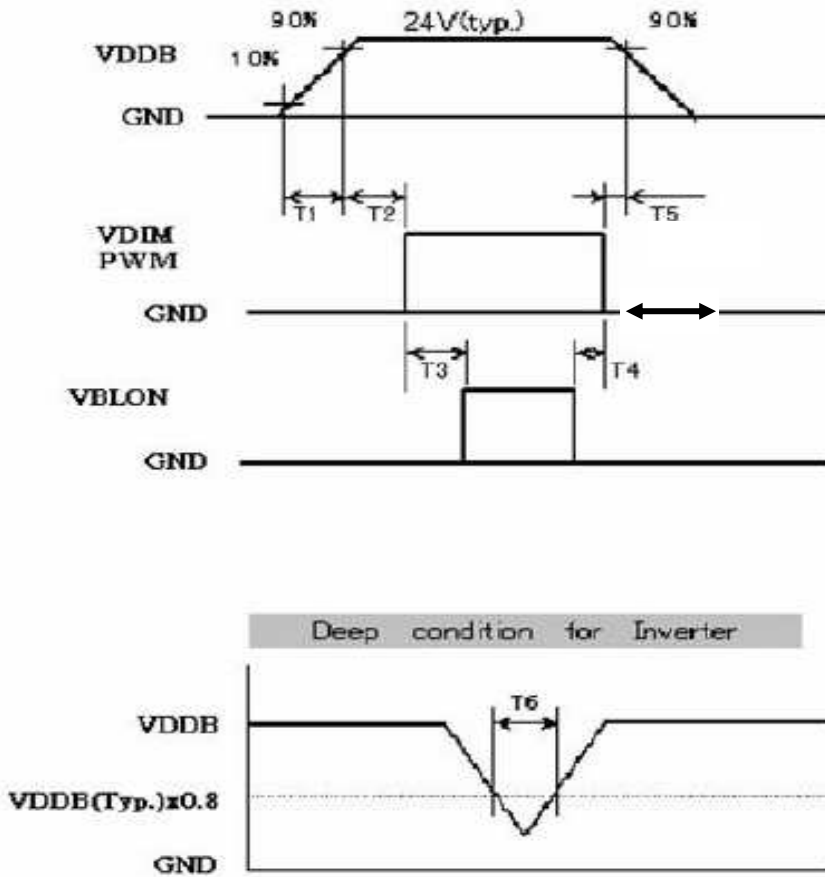 90% 24V(typ.) 90%
VDDB 10%
GND
T1 T2 T5
VDIM
PWM
GND
T3 T4
VBLON
GND
Deep condition for Inverter
T6
VDDB
VDDB(Typ.)x0.8
GND